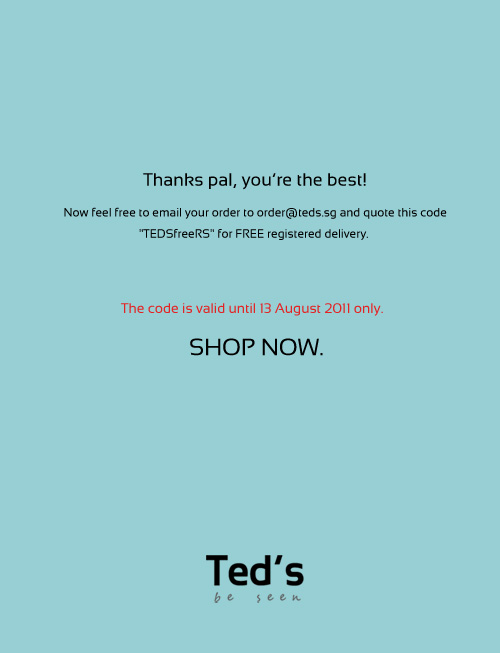 Thanks pal, you're the best!
Now feel free to email your order to order@teds.sg and quote this code
"TEDSfreeRS" for FREE registered delivery.
The code is valid until 13 August 2011 only.
SHOP NOW.
Ted's
be seen